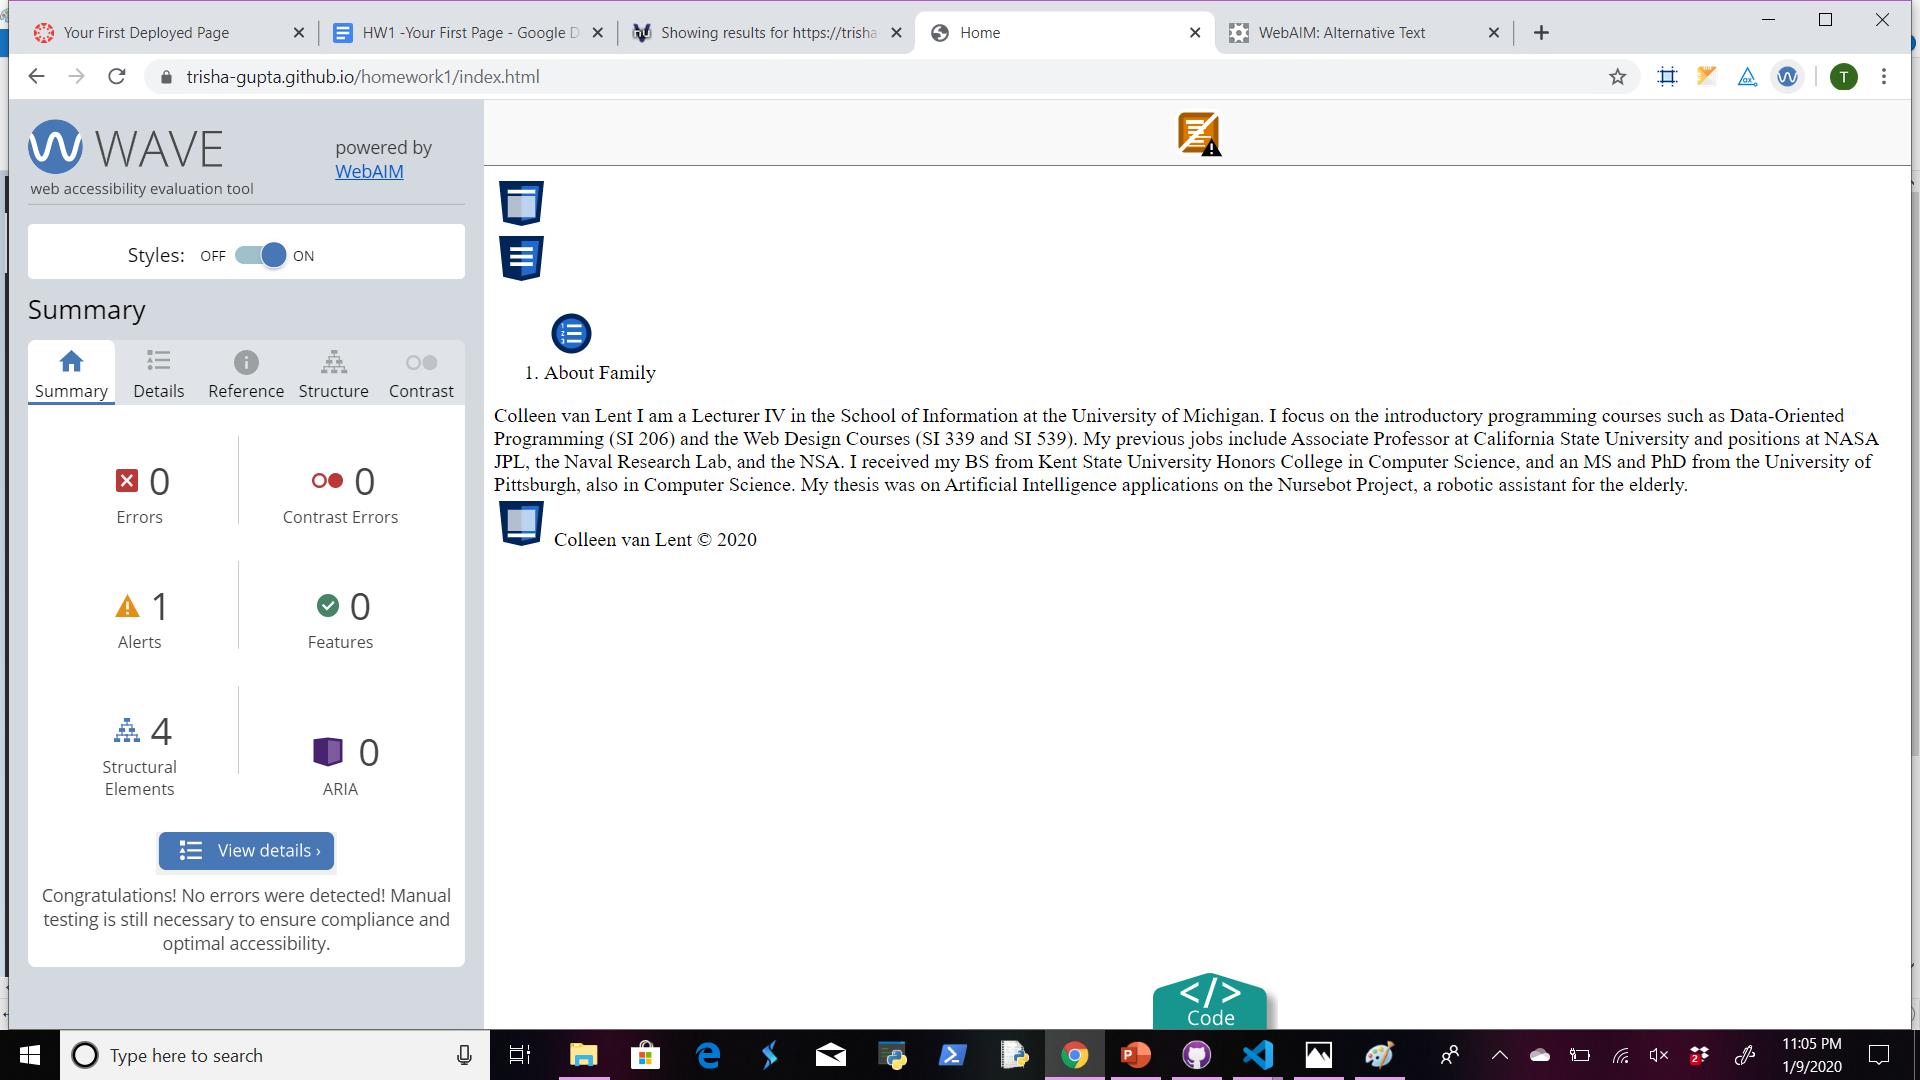 Your First Deployed Page
HW1 -Your First Page - Google D
Showing results for https://trisha
Home
WebAIM: Alternative Text
trisha-gupta.github.io/homework1/index.html
T
WAVE
web accessibility evaluation tool
powered by
WebAIM
Styles: OFF ON
Summary
Summary Details Reference Structure Contrast
0 Errors
0 Contrast Errors
1 Alerts
0 Features
4 Structural
Elements
0 ARIA
View details ›
Congratulations! No errors were detected! Manual
testing is still necessary to ensure compliance and
optimal accessibility.
1. About Family
Colleen van Lent I am a Lecturer IV in the School of Information at the University of Michigan. I focus on the introductory programming courses such as Data-Oriented
Programming (SI 206) and the Web Design Courses (SI 339 and SI 539). My previous jobs include Associate Professor at California State University and positions at NASA
JPL, the Naval Research Lab, and the NSA. I received my BS from Kent State University Honors College in Computer Science, and an MS and PhD from the University of
Pittsburgh, also in Computer Science. My thesis was on Artificial Intelligence applications on the Nursebot Project, a robotic assistant for the elderly.
Colleen van Lent © 2020
</>
Code
Type here to search
11:05 PM
1/9/2020